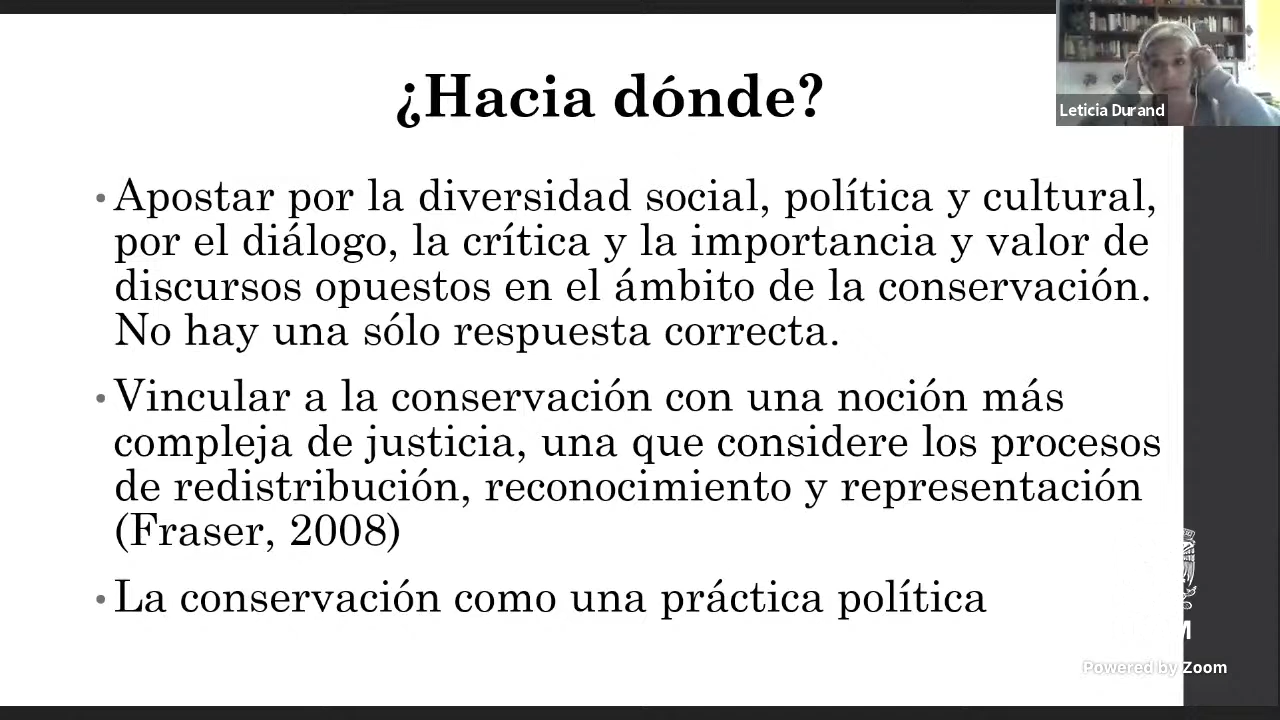 ¿Hacia dónde?
Leticia Durand
• Apostar por la diversidad social, política y cultural,
por el diálogo, la crítica y la importancia y valor de
discursos opuestos en el ámbito de la conservación.
No hay una sólo respuesta correcta.
• Vincular a la conservación con una noción más
compleja de justicia, una que considere los procesos
de redistribución, reconocimiento y representación
(Fraser, 2008)
• La conservación como una práctica política
Powered by Zoom